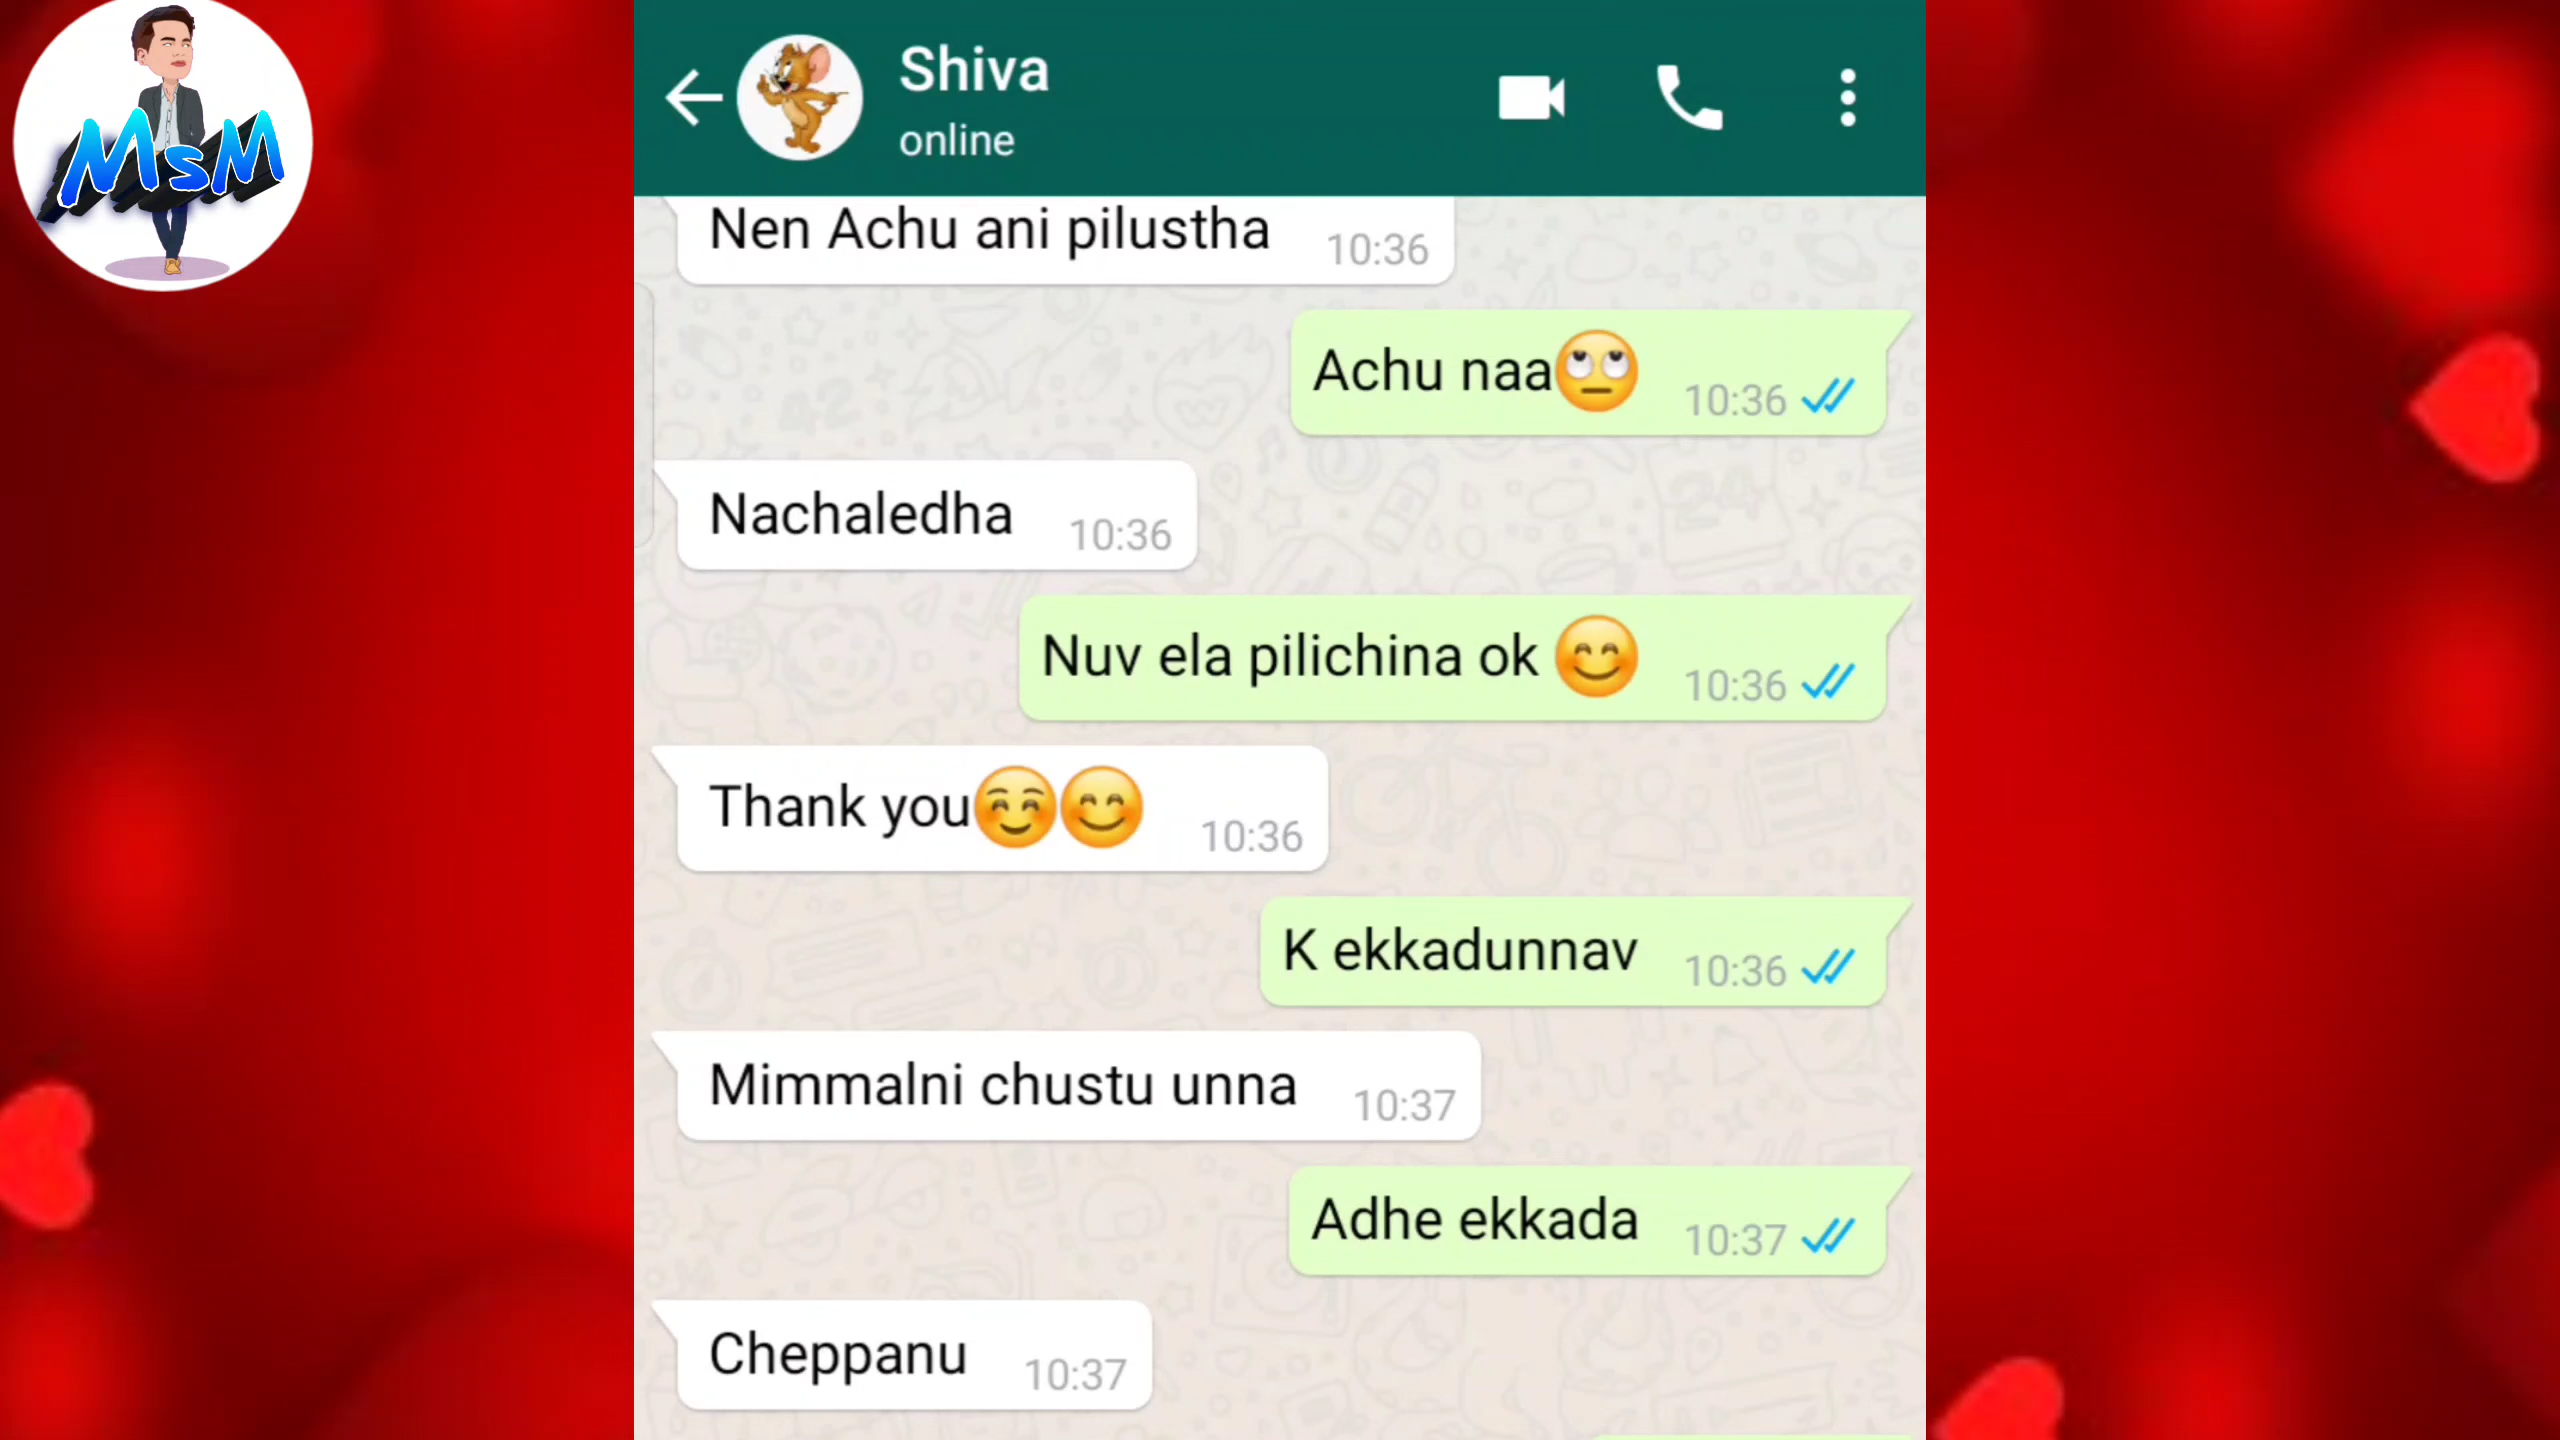 MsM
Shiva
online
Nen Achu ani pilustha 10:36
Achu naa🙄 10:36
Nachaledha 10:36
Nuv ela pilichina ok 😊 10:36
Thank you☺️😊 10:36
K ekkadunnav 10:36
Mimmalni chustu unna 10:37
Adhe ekkada 10:37
Cheppanu 10:37